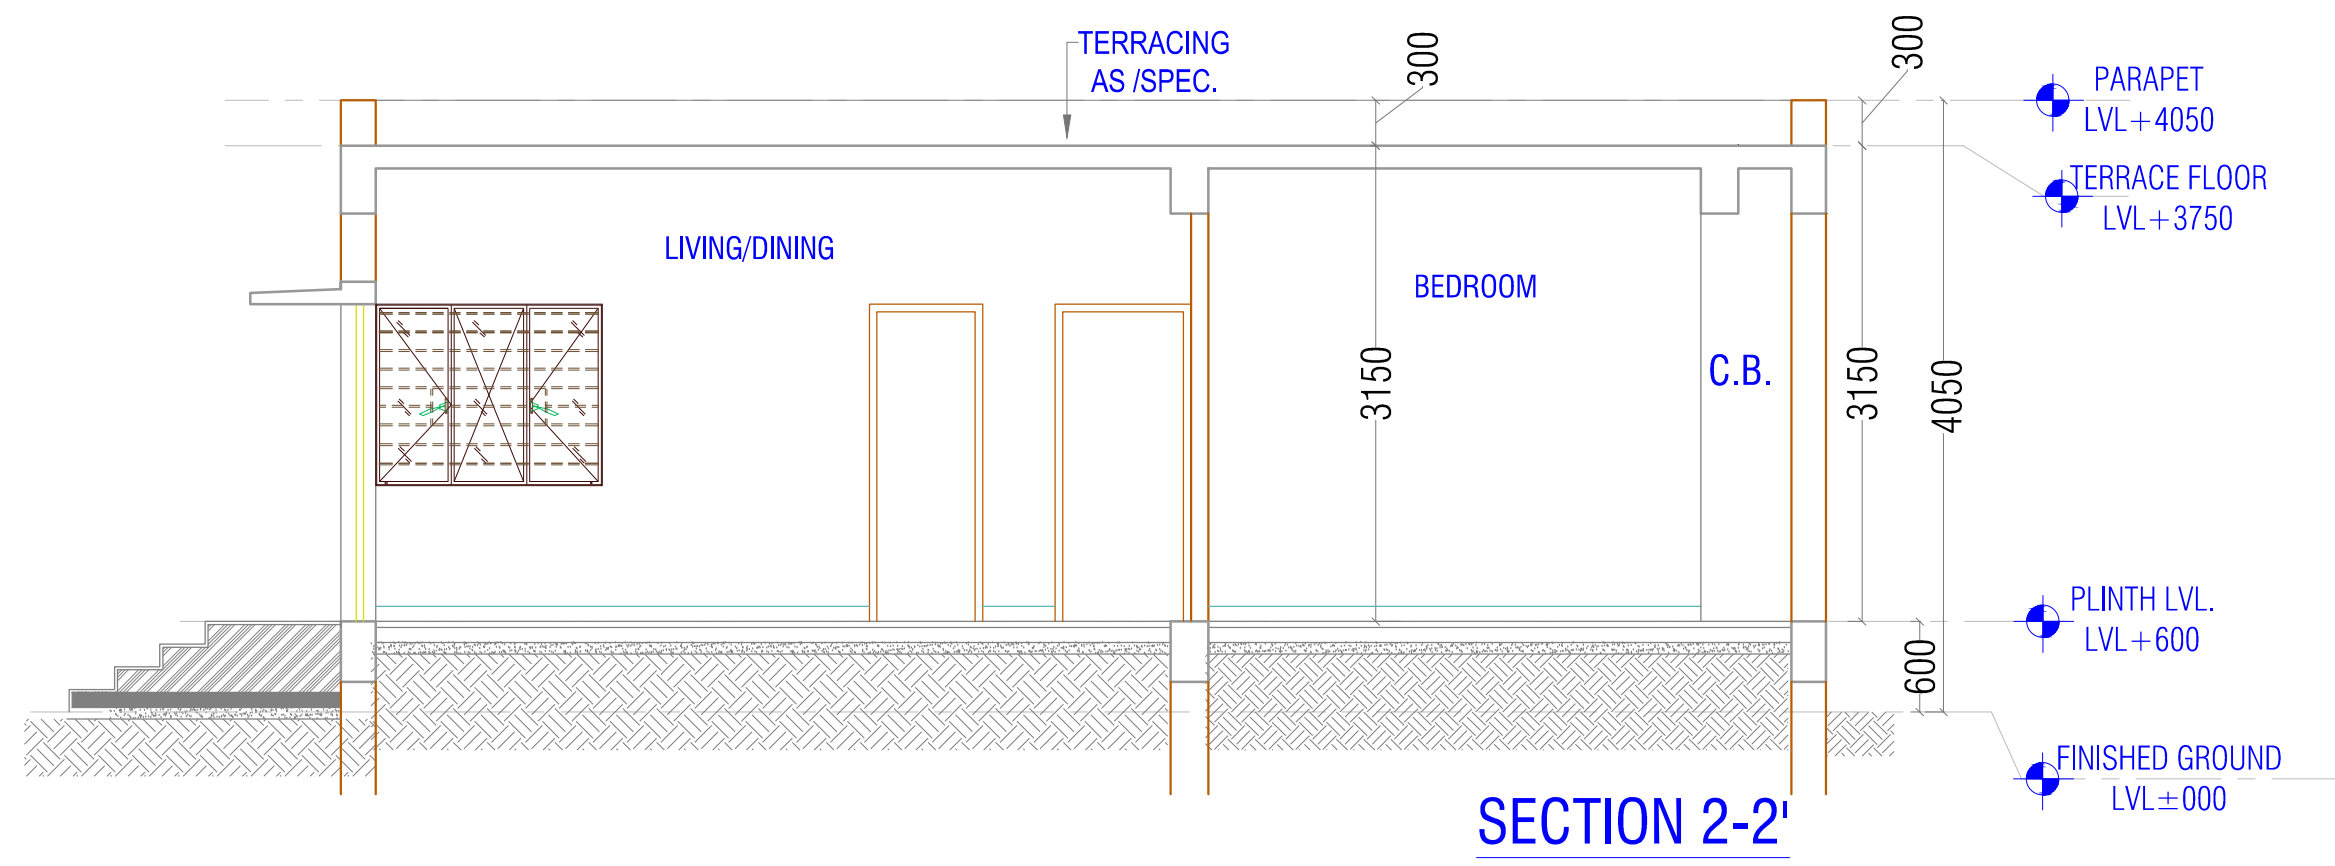 TERRACING
AS /SPEC.
300
300
PARAPET
LVL+4050
TERRACE FLOOR
LVL+3750
LIVING/DINING
BEDROOM
C.B.
3150
3150
4050
PLINTH LVL.
LVL+600
600
FINISHED GROUND
LVL±000
SECTION 2-2'